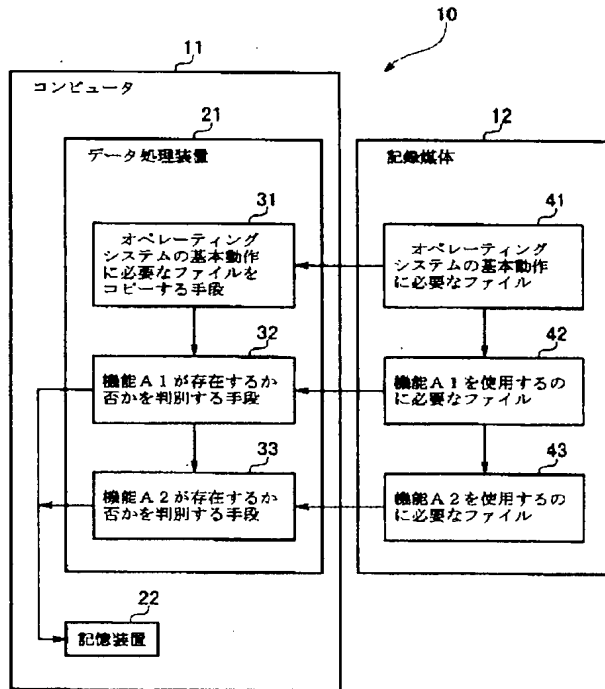 10
11
コンピュータ
21
データ処理装置
31
オペレーティング
システムの基本動作
に必要なファイルを
コピーする手段
32
機能A1が存在するか
否かを判別する手段
33
機能A2が存在するか
否かを判別する手段
22
記憶装置
12
記録媒体
41
オペレーティング
システムの基本動作
に必要なファイル
42
機能A1を使用するの
に必要なファイル
43
機能A2を使用するの
に必要なファイル